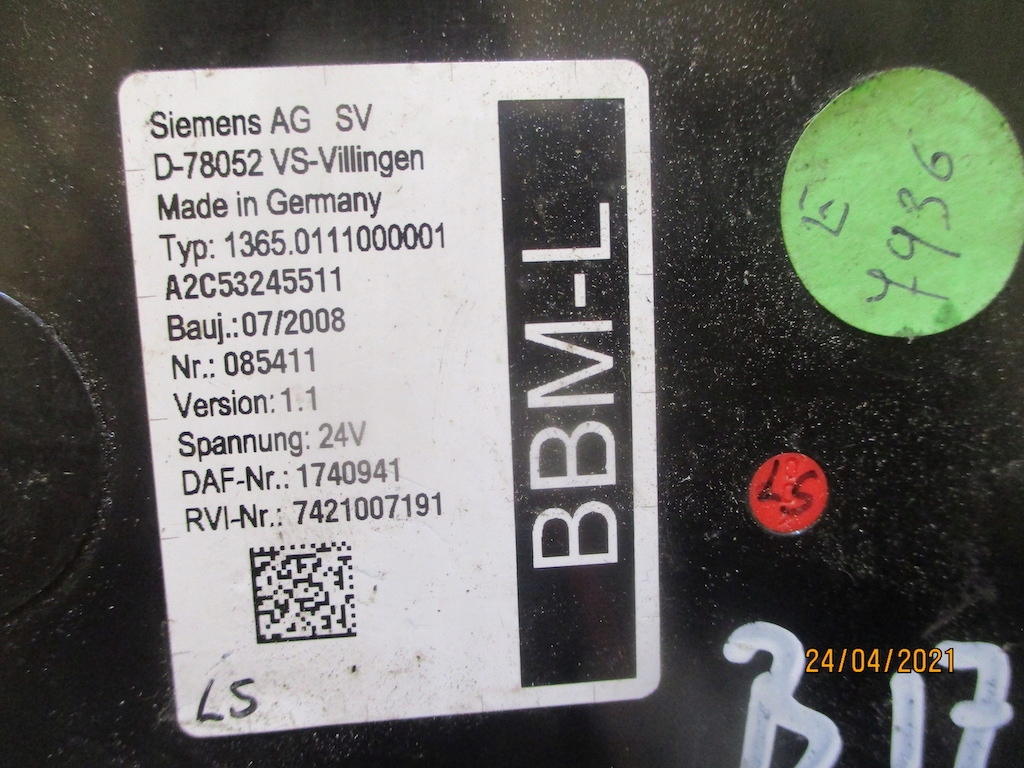 Siemens AG SV
D-78052 VS-Villingen
Made in Germany
Typ: 1365.0111000001
A2C53245511
Bauj.: 07/2008
Nr.: 085411
Version: 1.1
Spannung: 24V
DAF-Nr.: 1740941
RVI-Nr.: 7421007191
LS
BBM-L
E
7936
LS
B17
24/04/2021